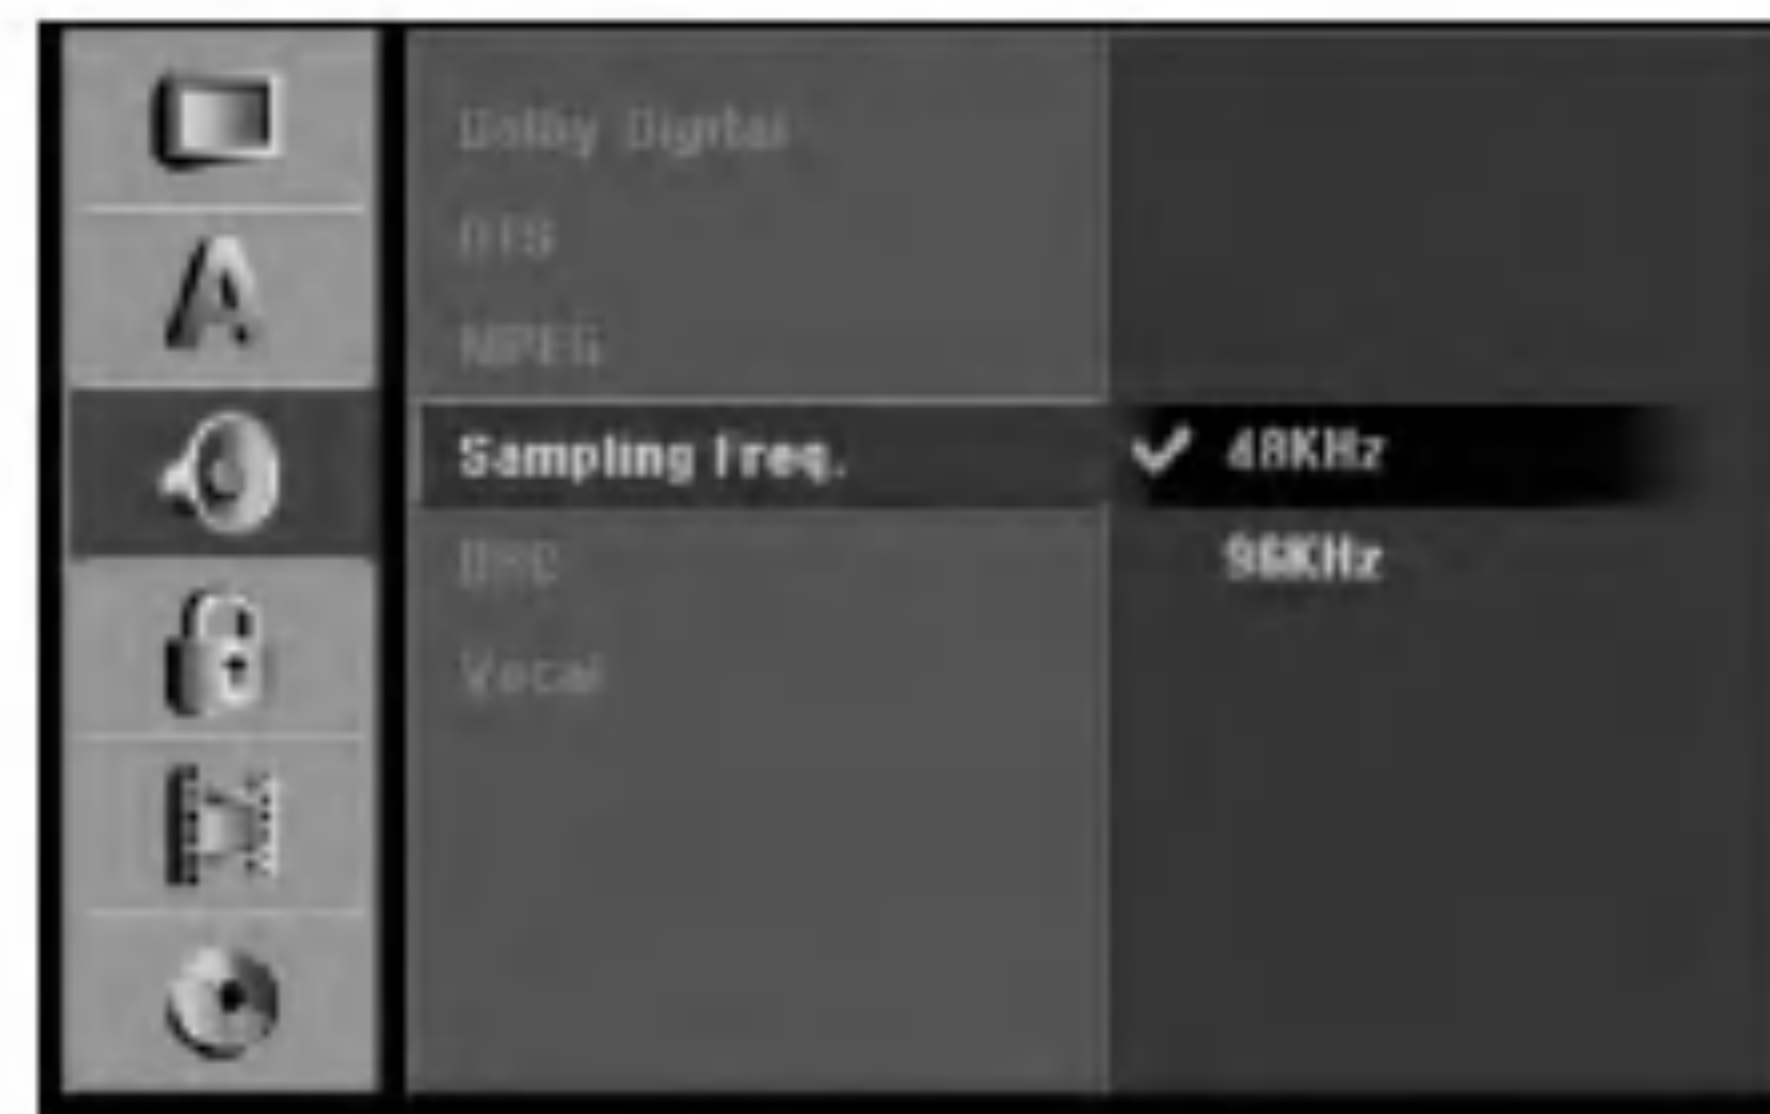 Dolby Digital
DTS
MPEG
Sampling Freq.
48KHz
96KHz
DRC
Vocal